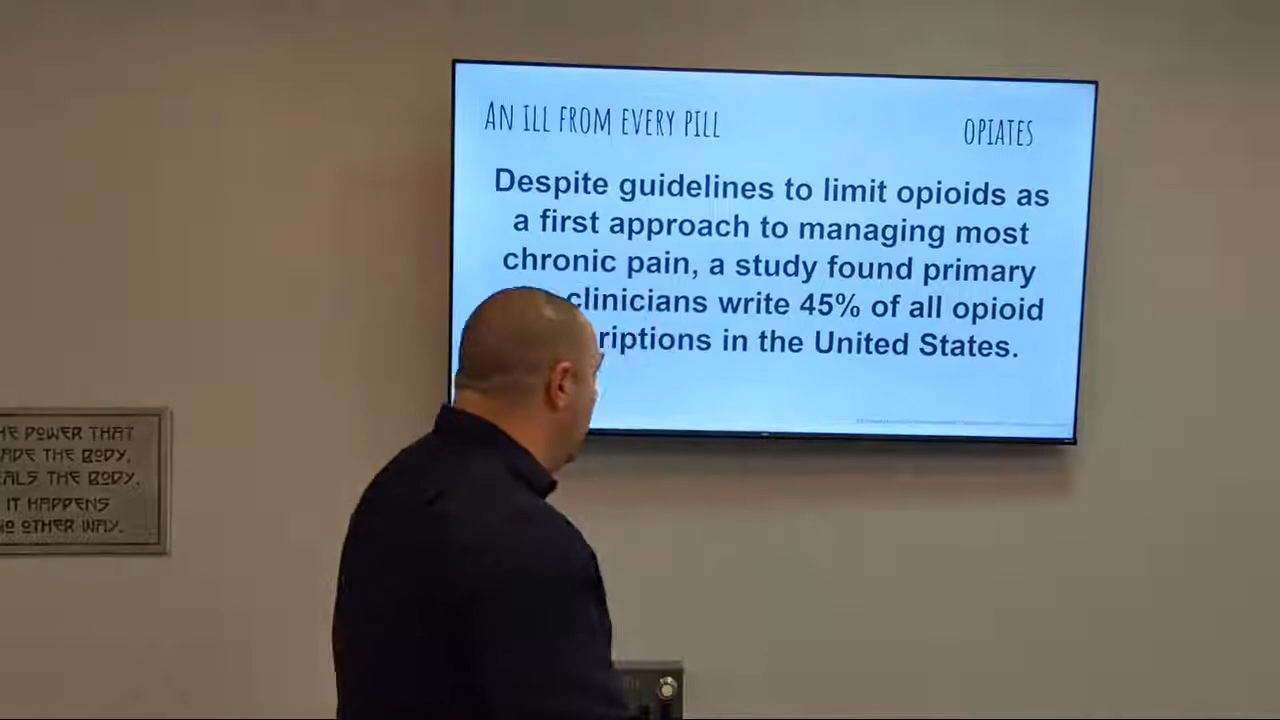 AN ILL FROM EVERY PILL
OPIATES
Despite guidelines to limit opioids as
a first approach to managing most
chronic pain, a study found primary
clinicians write 45% of all opioid
riptions in the United States.
HE POWER THAT
ADE THE BODY,
EALS THE BODY.
IT HAPPENS
NO OTHER WAY.